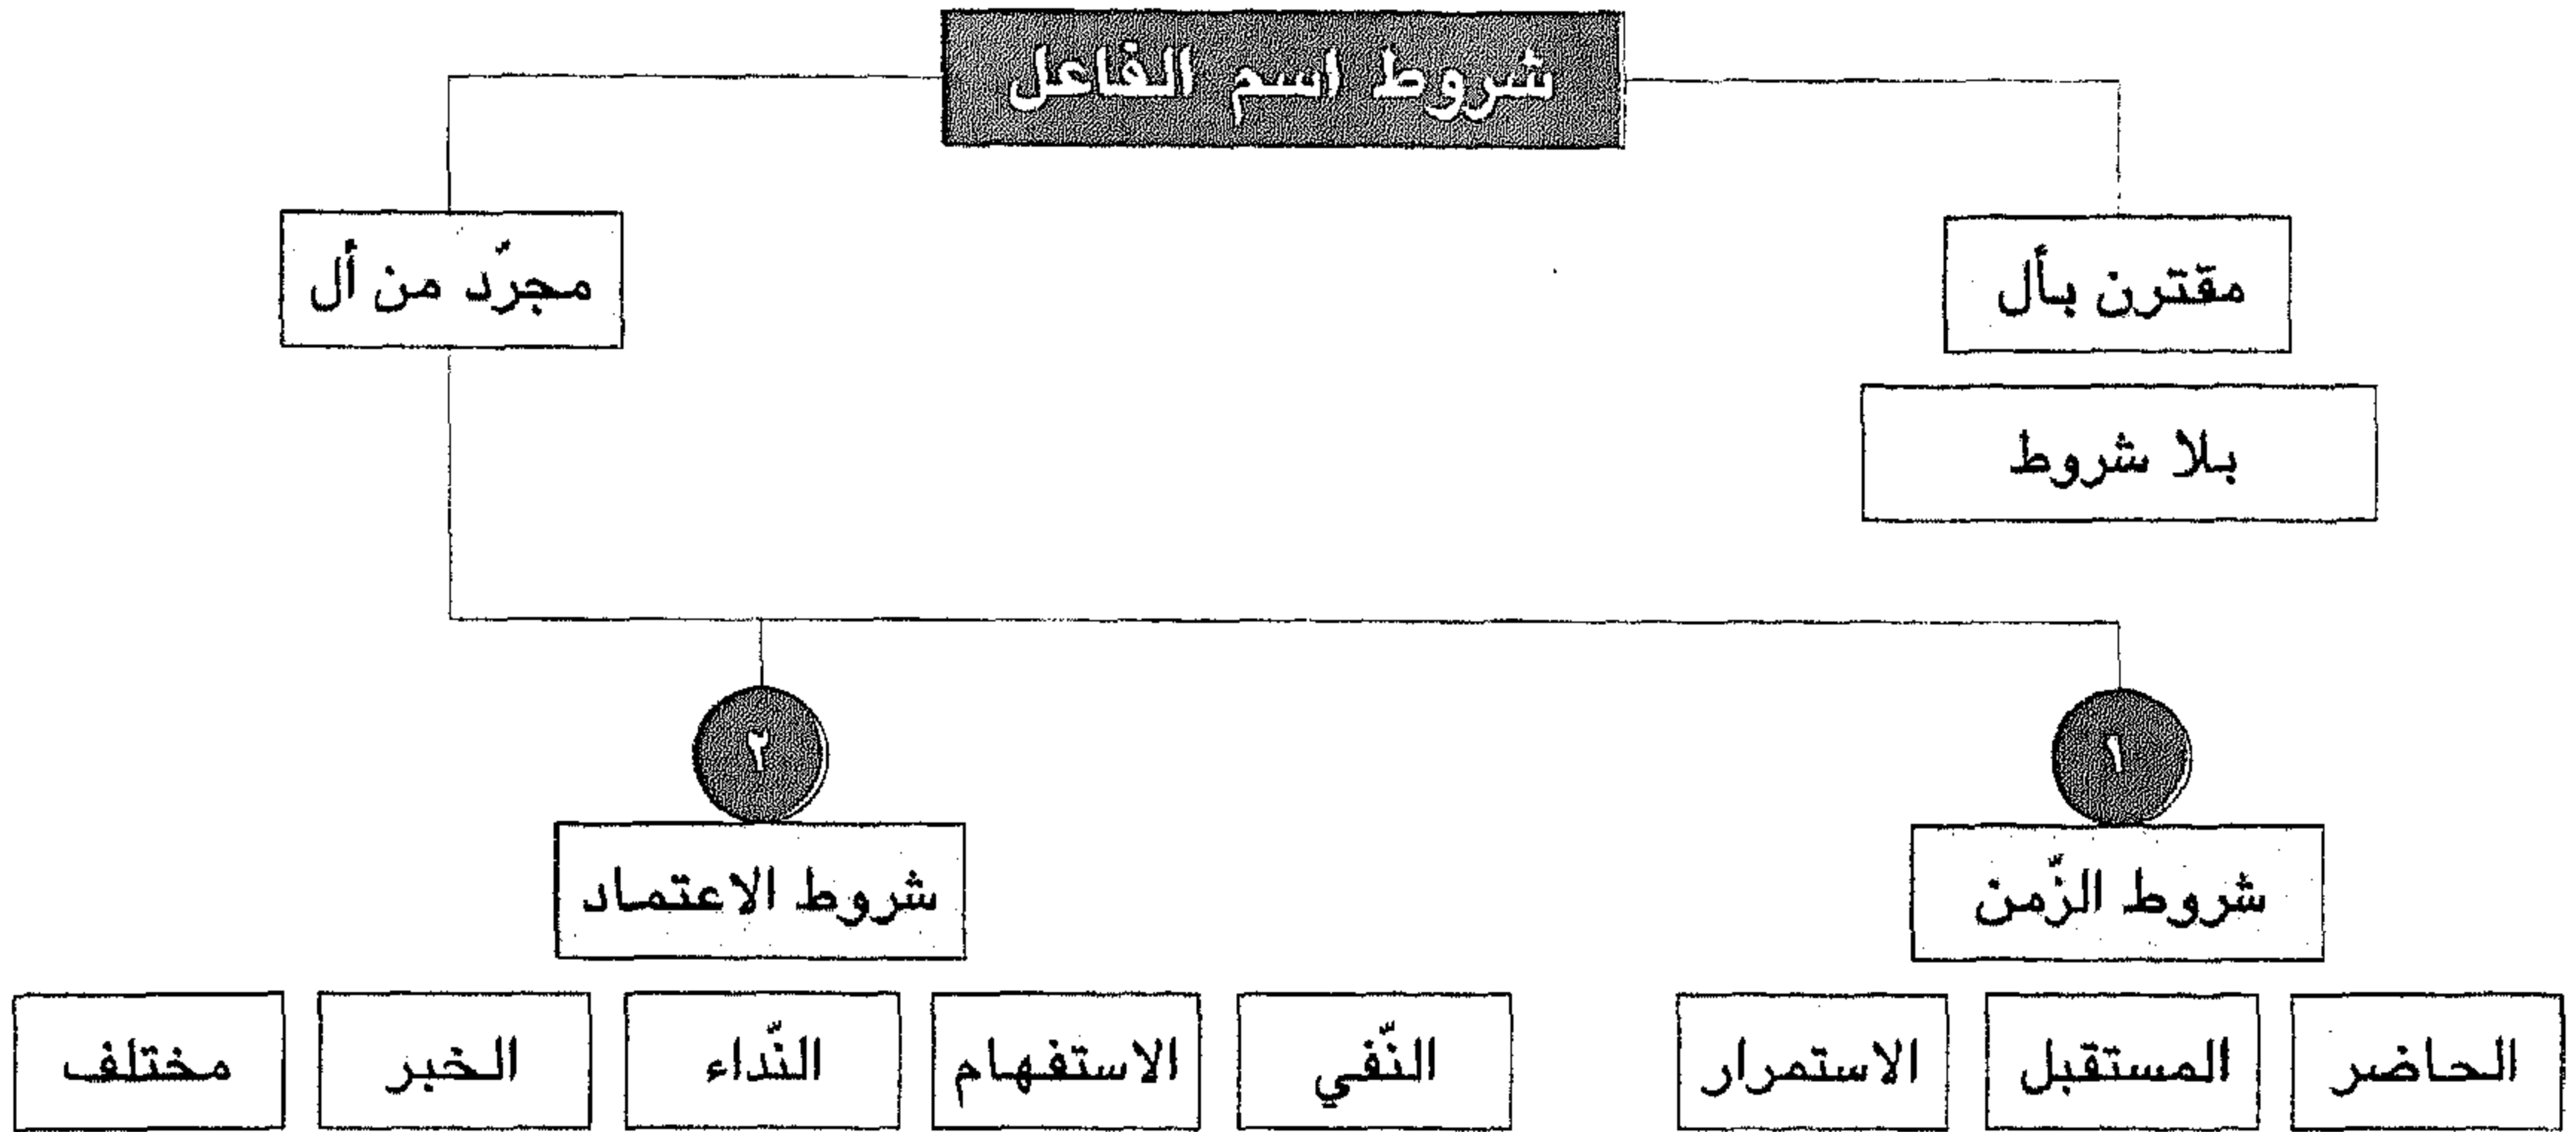 شروط اسم الفاعل
مقترن بأل
مجرّد من أل
بلا شروط
١
٢
شروط الزّمن
شروط الاعتماد
الحاضر
المستقبل
الاستمرار
النّفي
الاستفهام
النّداء
الخبر
مختلف